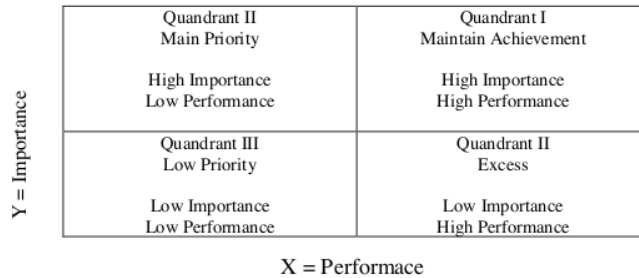 Quandrant II
Main Priority
High Importance
Low Performance
Quandrant I
Maintain Achievement
High Importance
High Performance
Quandrant III
Low Priority
Low Importance
Low Performance
Quandrant II
Excess
Low Importance
High Performance
Y = Importance
X = Performace